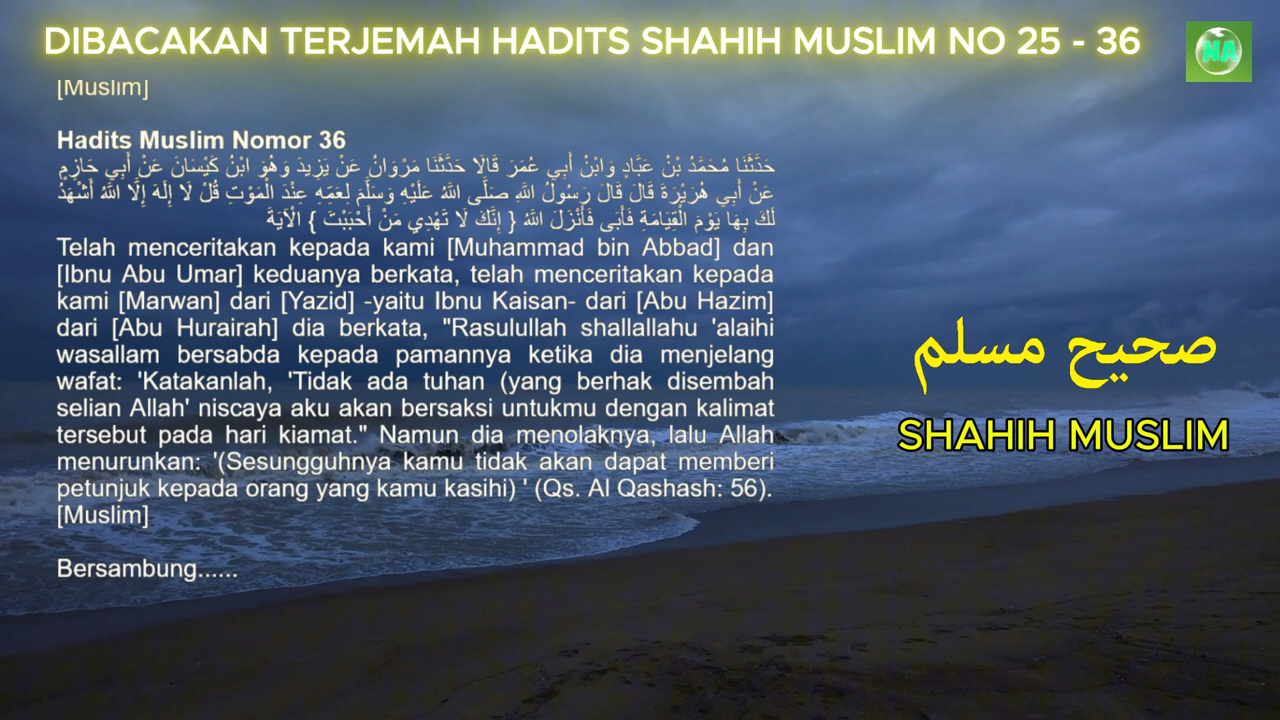 DIBACAKAN TERJEMAH HADITS SHAHIH MUSLIM NO 25 - 36
NA
[Muslim]
Hadits Muslim Nomor 36
حَدَّثَنَا مُحَمَّدُ بْنُ عَبَّادٍ وَابْنُ أَبِي عُمَرَ قَالَا حَدَّثَنَا مَرْوَانُ عَنْ يَزِيدَ وَهُوَ ابْنُ كَيْسَانَ عَنْ أَبِي حَازِمٍ
عَنْ أَبِي هُرَيْرَةَ قَالَ قَالَ رَسُولُ اللَّهِ صَلَّى اللَّهُ عَلَيْهِ وَسَلَّمَ لِعَمِّهِ عِنْدَ الْمَوْتِ قُلْ لَا إِلَهَ إِلَّا اللَّهُ أَشْهَدُ
لَكَ بِهَا يَوْمَ الْقِيَامَةِ فَأَبَى فَأَنْزَلَ اللَّهُ { إِنَّكَ لَا تَهْدِي مَنْ أَحْبَبْتَ } الْآيَةَ
Telah menceritakan kepada kami [Muhammad bin Abbad] dan
[Ibnu Abu Umar] keduanya berkata, telah menceritakan kepada
kami [Marwan] dari [Yazid] -yaitu Ibnu Kaisan- dari [Abu Hazim]
dari [Abu Hurairah] dia berkata, "Rasulullah shallallahu 'alaihi
wasallam bersabda kepada pamannya ketika dia menjelang
wafat: 'Katakanlah, 'Tidak ada tuhan (yang berhak disembah
selian Allah' niscaya aku akan bersaksi untukmu dengan kalimat
tersebut pada hari kiamat." Namun dia menolaknya, lalu Allah
menurunkan: '(Sesungguhnya kamu tidak akan dapat memberi
petunjuk kepada orang yang kamu kasihi) ' (Qs. Al Qashash: 56).
[Muslim]
Bersambung......
صحيح مسلم
SHAHIH MUSLIM